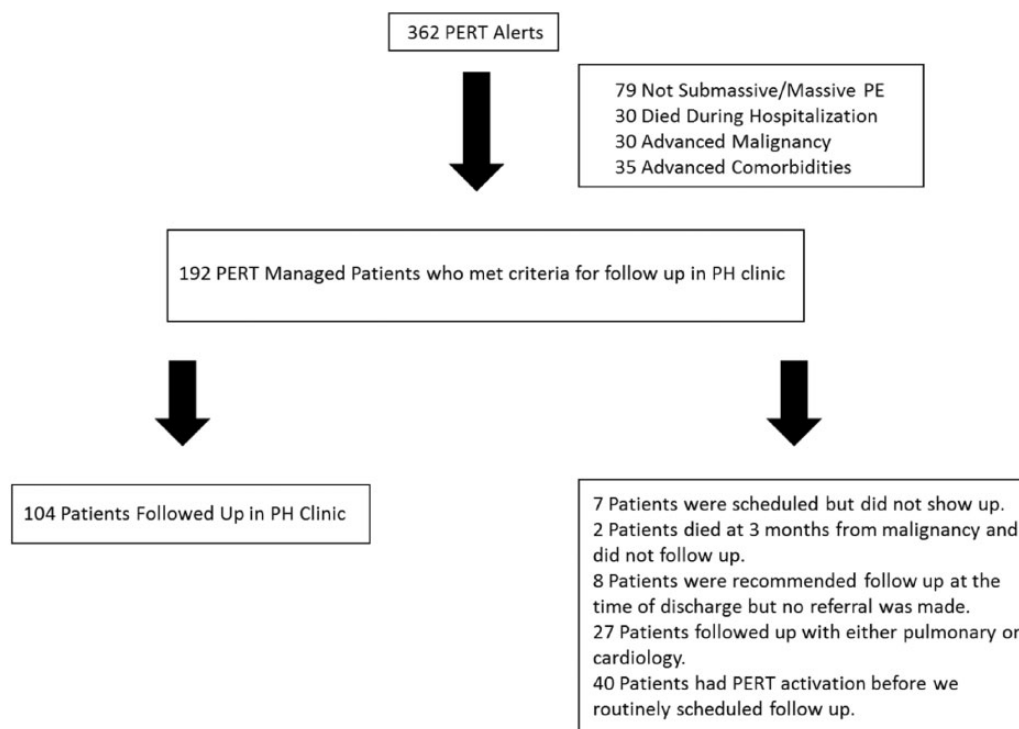 362 PERT Alerts
79 Not Submassive/Massive PE
30 Died During Hospitalization
30 Advanced Malignancy
35 Advanced Comorbidities
192 PERT Managed Patients who met criteria for follow up in PH clinic
104 Patients Followed Up in PH Clinic
7 Patients were scheduled but did not show up.
2 Patients died at 3 months from malignancy and
did not follow up.
8 Patients were recommended follow up at the
time of discharge but no referral was made.
27 Patients followed up with either pulmonary or
cardiology.
40 Patients had PERT activation before we
routinely scheduled follow up.